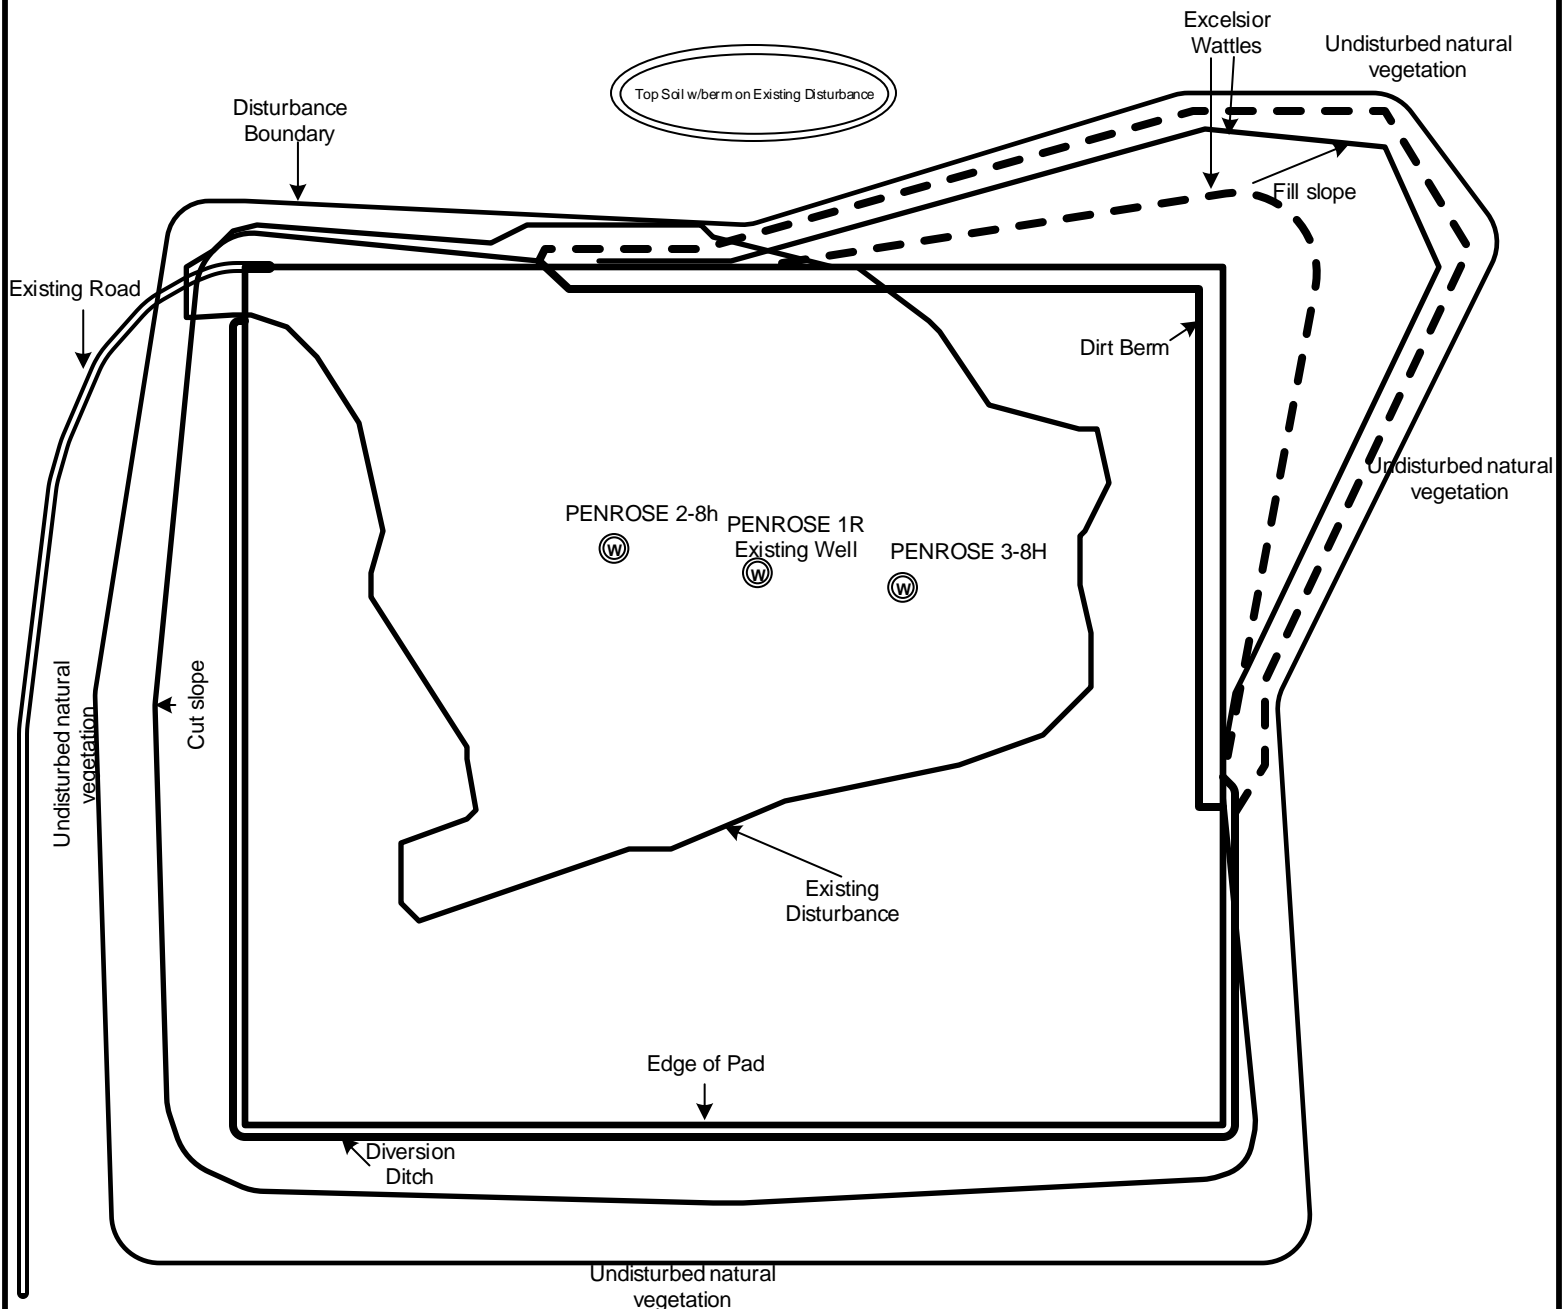 Excelsior
Wattles
Undisturbed natural
vegetation
Top Soil w/berm on Existing Disturbance
Disturbance
Boundary
Fill slope
Existing Road
Dirt Berm
Undisturbed natural
vegetation
PENROSE 2-8h
PENROSE 1R
Existing Well
PENROSE 3-8H
W
W
W
Undisturbed natural
vegetation
Cut slope
Existing
Disturbance
Edge of Pad
Diversion
Ditch
Undisturbed natural
vegetation